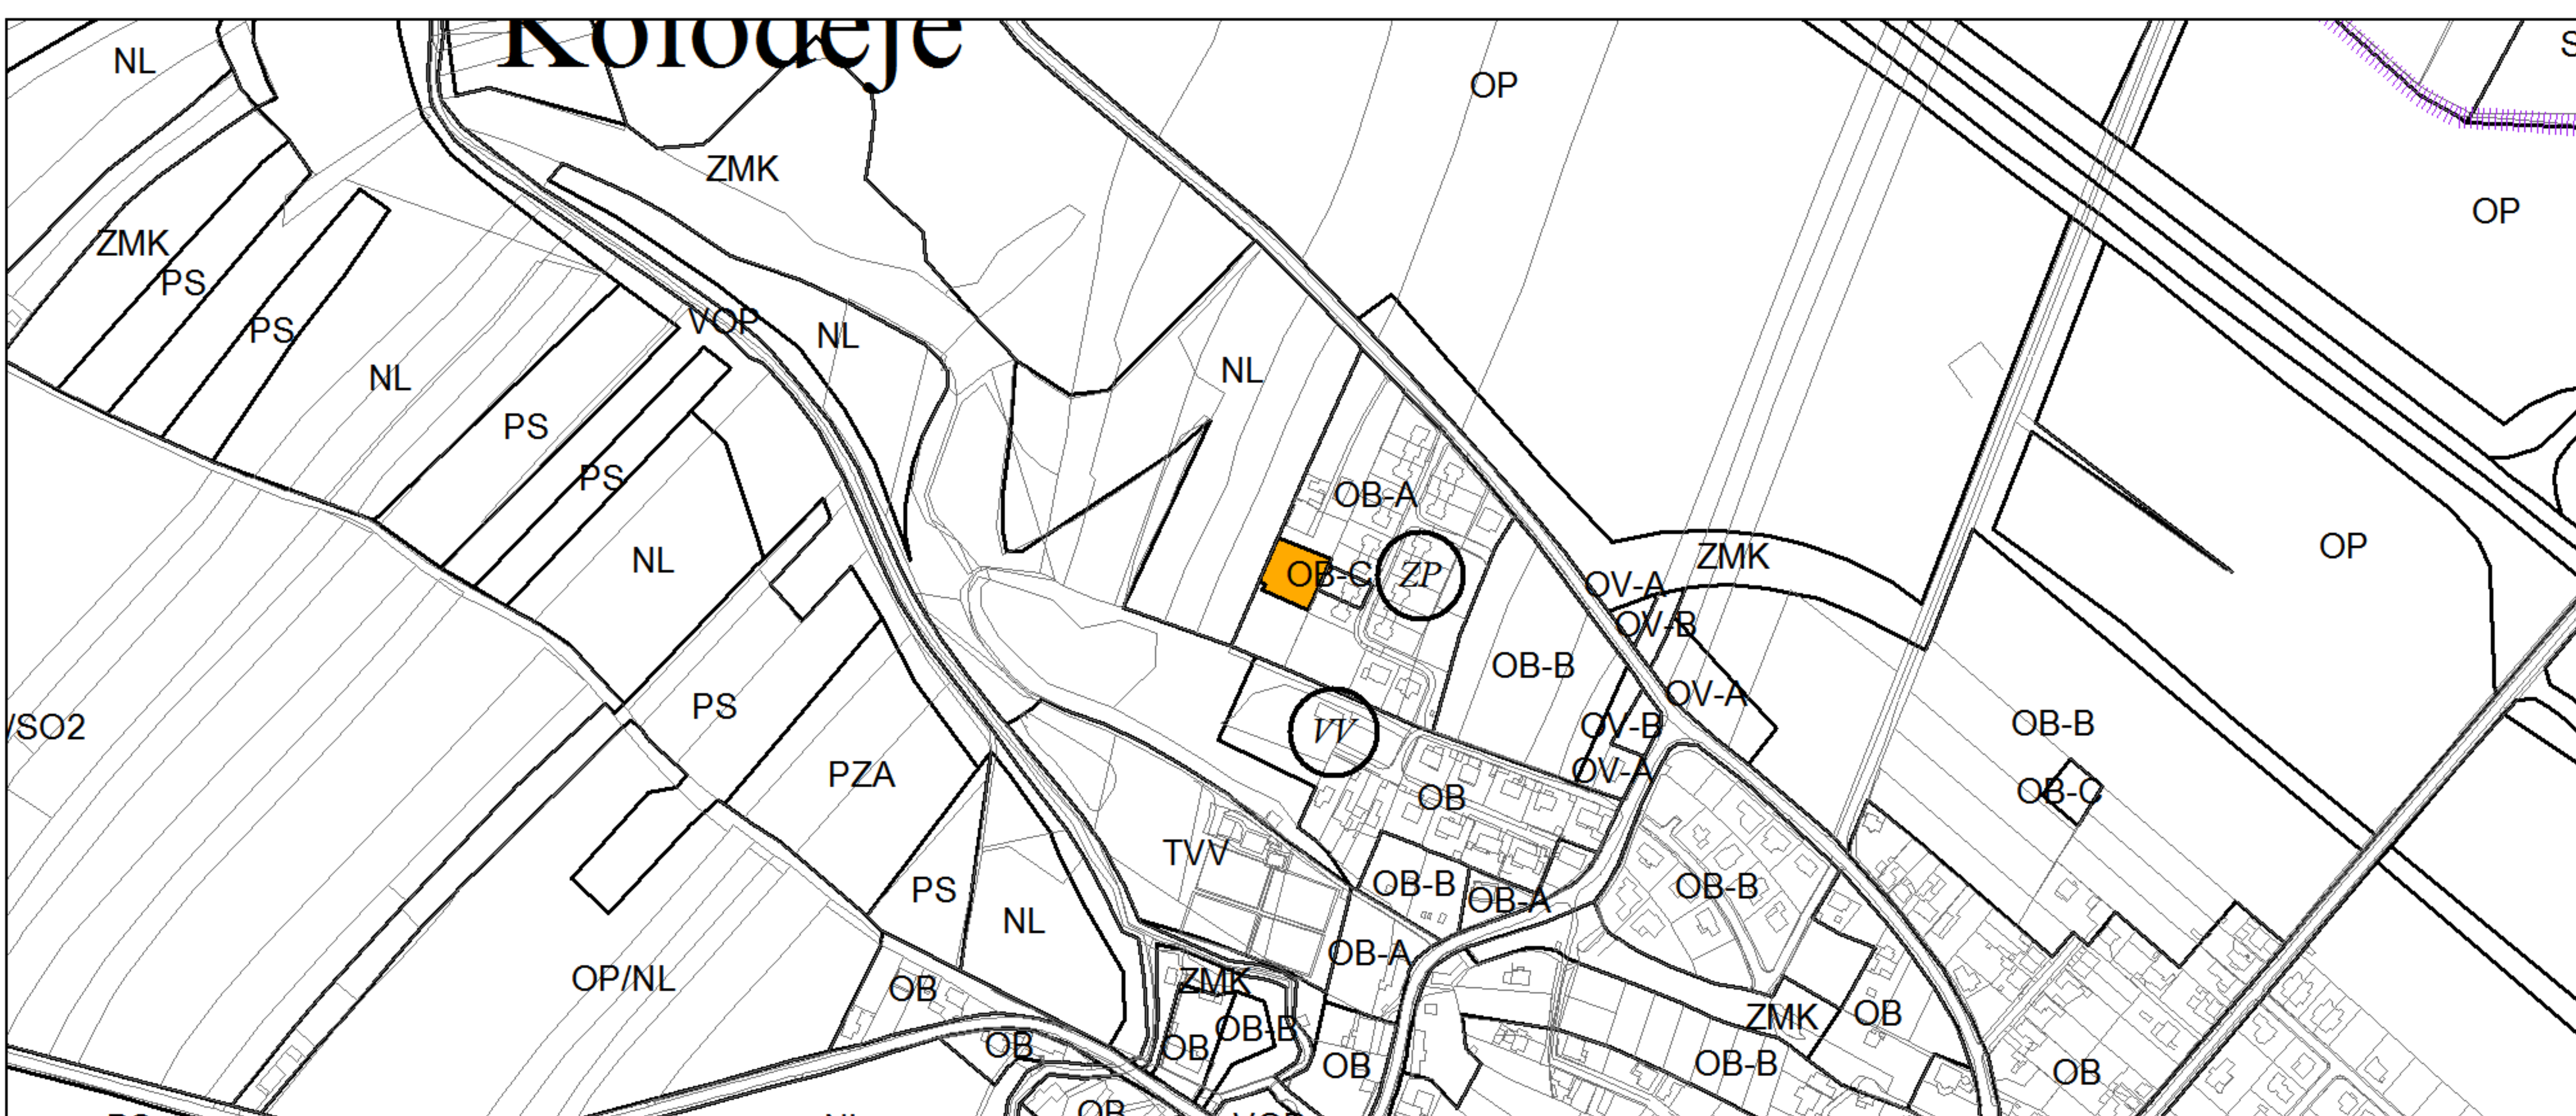 Koloděje
NL
OP
S
ZMK
OP
ZMK
PS
PS
VOP
NL
NL
NL
PS
PS
OB-A
NL
OP
ZMK
OB-C
ZP
OV-A
OV-B
OB-B
OV-A
PS
/SO2
VV
OV-B
OB-B
PZA
OV-A
OB-C
OB
TVV
PS
OB-B
OB-A
OB-B
NL
OB-A
OP/NL
ZMK
OB
OB-B
ZMK
OB
OB
OB
OB
OB-B
OB
OB